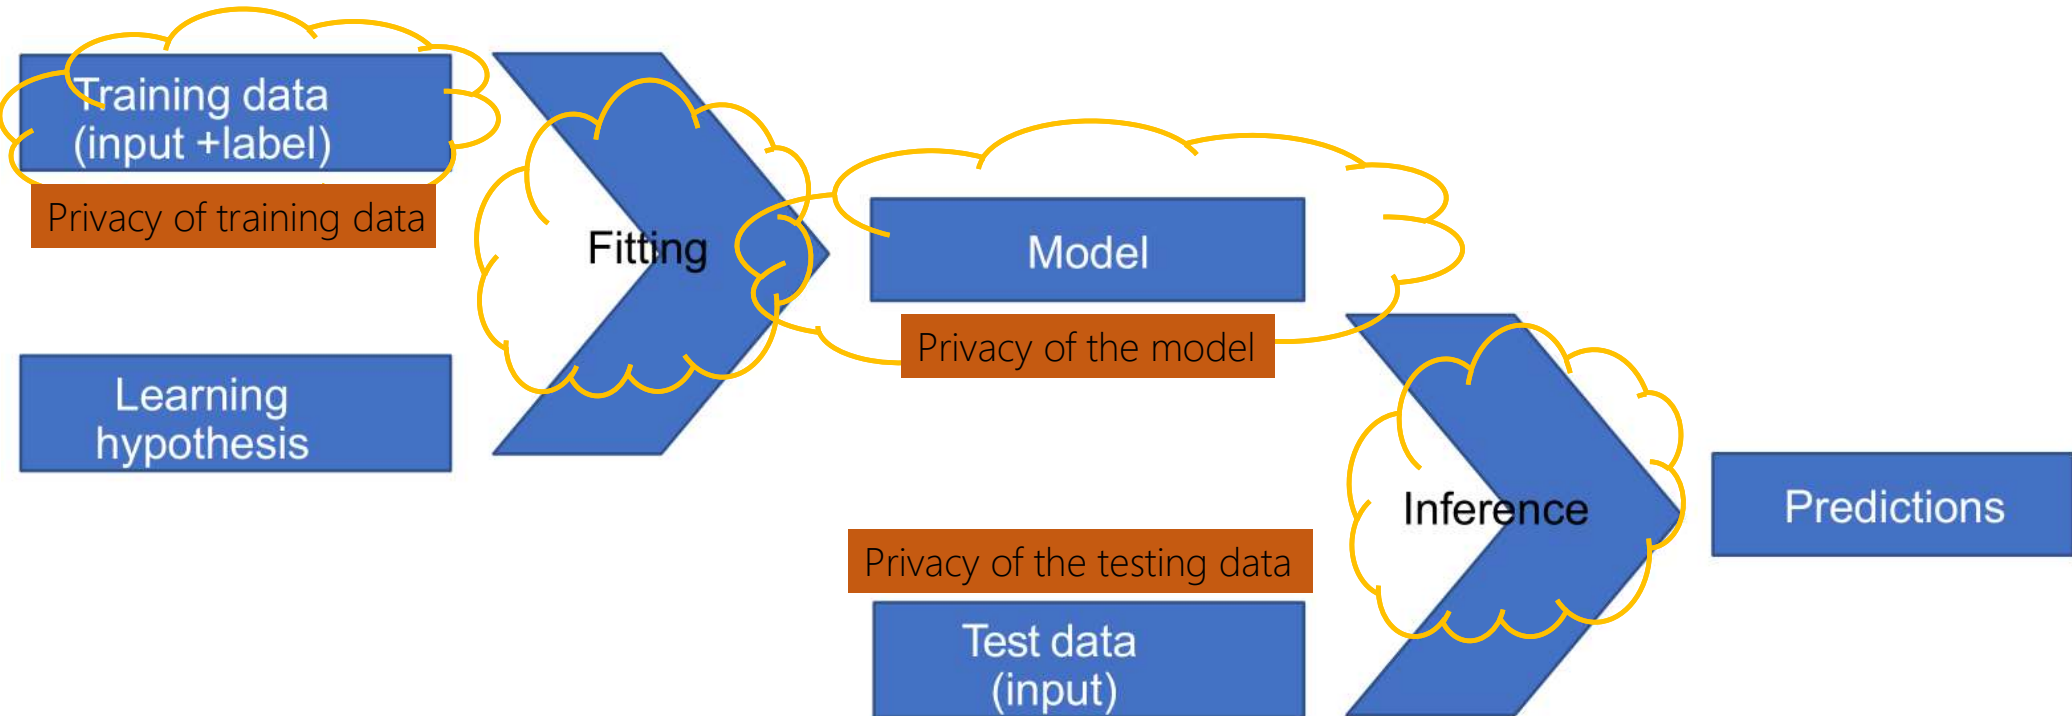 Training data
(input +label)
Privacy of training data
Learning
hypothesis
Fitting
Model
Privacy of the model
Privacy of the testing data
Test data
(input)
Inference
Predictions